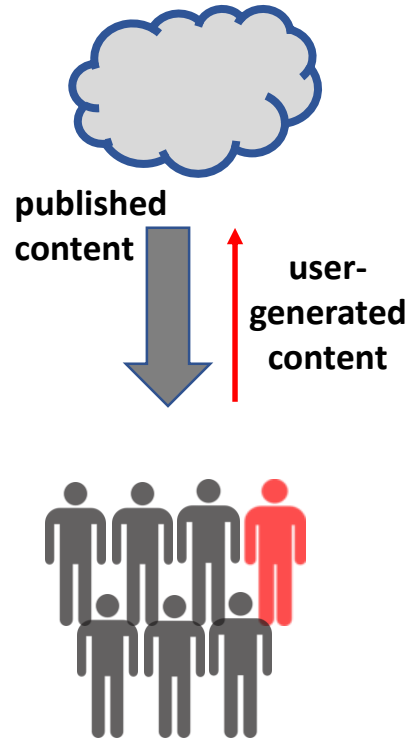 published
content
user-
generated
content